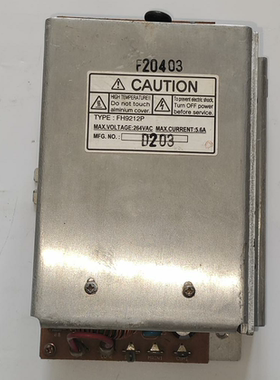 F20403
CAUTION
HIGH TEMPERATURE!
Do not touch
aliminium cover.
To prevent electric shock.
Turn OFF power
before service.
TYPE : FH9212P
MAX.VOLTAGE:264VAC MAX.CURRENT:5.6A
MFG. NO. : D203